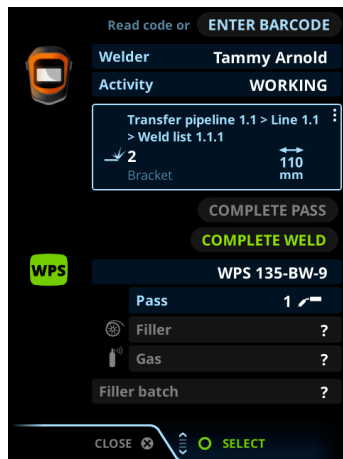 Read code or ENTER BARCODE
Welder Tammy Arnold
Activity WORKING
Transfer pipeline 1.1 > Line 1.1
> Weld list 1.1.1
2 110
Bracket mm
COMPLETE PASS
COMPLETE WELD
WPS WPS 135-BW-9
Pass 1
Filler ?
Gas ?
Filler batch ?
CLOSE SELECT